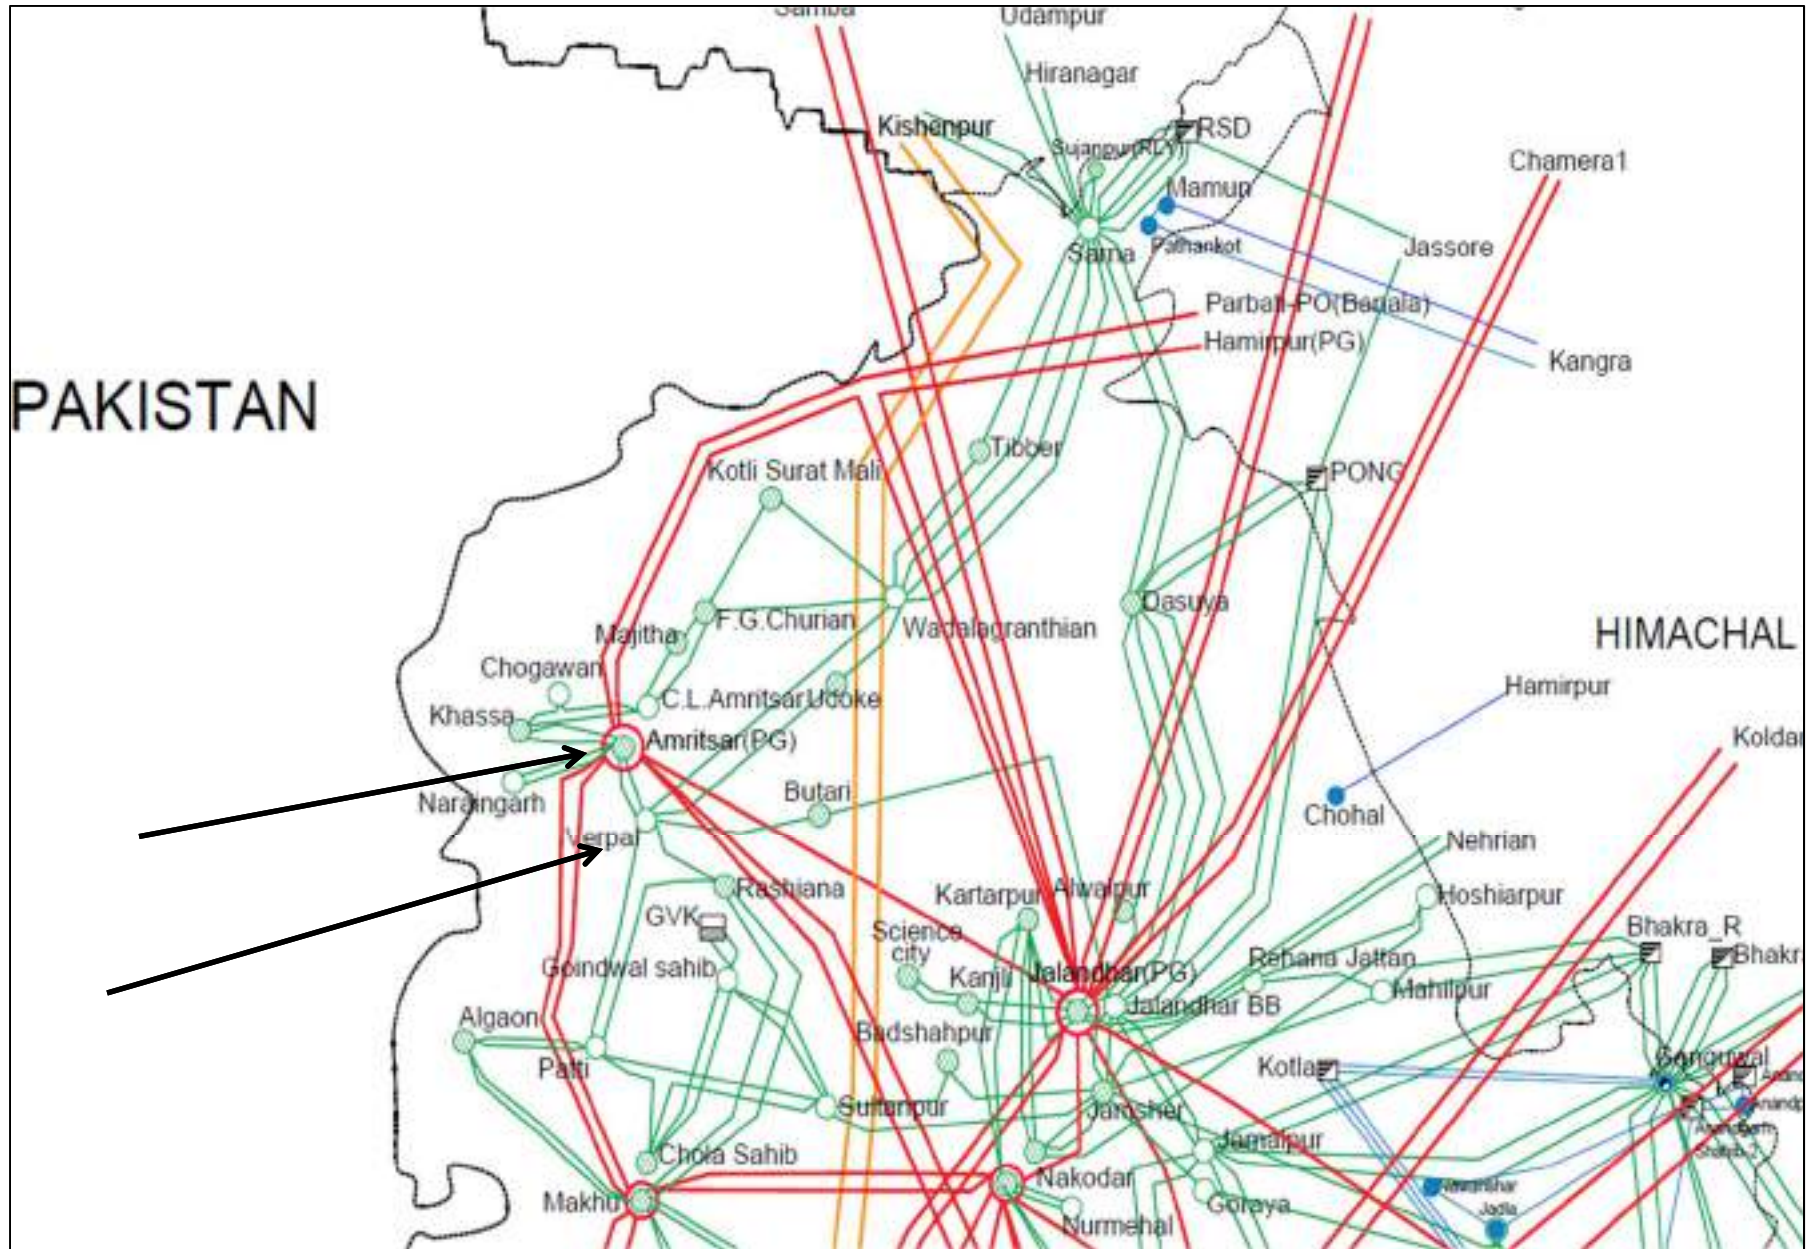 Samba
Udampur
Hiranagar
Kishenpur
RSD
Sujanpur(RLY)
Chamera1
Mamun
Pathankot
Sarna
Jassore
Parbati-PO(Banala)
Hamirpur(PG)
Kangra
PAKISTAN
Tibber
Kotli Surat Mali
PONG
Dasuya
F.G.Churian
Wadalagranthian
Majitha
HIMACHAL
Chogawan
C.L.Amritsar
Udoke
Hamirpur
Khassa
Amritsar(PG)
Koldar
Naraingarh
Butari
Chohal
Verpal
Nehrian
Rashiana
Kartarpur
Alwalpur
Hoshiarpur
GVK
Science
city
Bhakra_R
Goindwal sahib
Kanjli
Jalandhar(PG)
Rehana Jattan
Bhakr
Mahilpur
Jalandhar BB
Algaon
Badshahpur
Patti
Kotla
Ganguwal
Sultanpur
Jamsher
Jamalpur
Chola Sahib
Nakodar
Makhu
Goraya
Nurmehal
Jadla